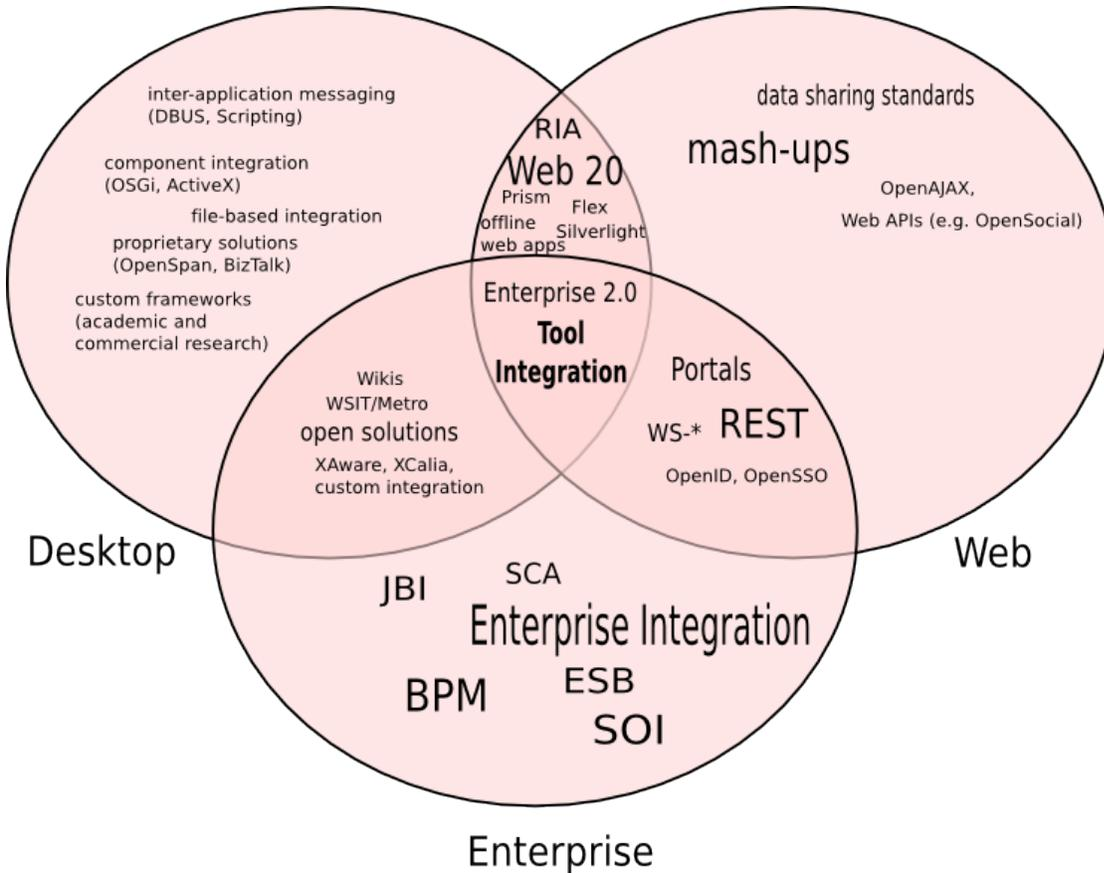 inter-application messaging
(DBUS, Scripting)
component integration
(OSGi, ActiveX)
file-based integration
proprietary solutions
(OpenSpan, BizTalk)
custom frameworks
(academic and
commercial research)
RIA
Web 20
Prism
Flex
offline
Silverlight
web apps
data sharing standards
mash-ups
OpenAJAX,
Web APIs (e.g. OpenSocial)
Enterprise 2.0
Tool
Integration
Wikis
WSIT/Metro
open solutions
XAware, XCalia,
custom integration
Portals
WS-* REST
OpenID, OpenSSO
Desktop
Web
JBI
SCA
Enterprise Integration
ESB
BPM
SOI
Enterprise